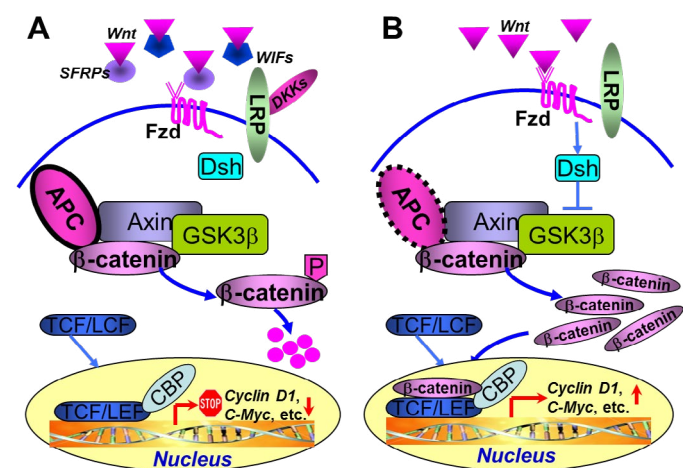 A
Wnt
SFRPs
WIFs
DKKs
LRP
Fzd
Dsh
APC
Axin
GSK3β
β-catenin
P
β-catenin
TCF/LCF
CBP
TCF/LEF
STOP
Cyclin D1,
C-Myc, etc.
Nucleus
B
Wnt
LRP
Fzd
Dsh
APC
Axin
GSK3β
β-catenin
β-catenin
β-catenin
β-catenin
β-catenin
TCF/LCF
β-catenin
CBP
TCF/LEF
Cyclin D1,
C-Myc, etc.
Nucleus